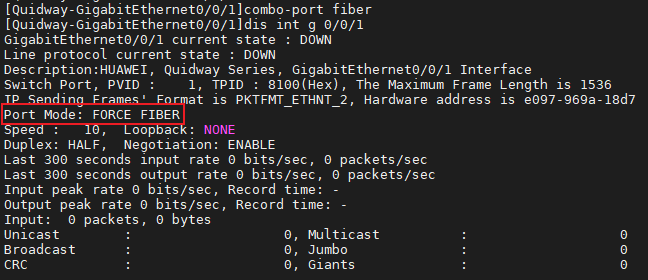 [Quidway-GigabitEthernet0/0/1]combo-port fiber
[Quidway-GigabitEthernet0/0/1]dis int g 0/0/1
GigabitEthernet0/0/1 current state : DOWN
Line protocol current state : DOWN
Description:HUAWEI, Quidway Series, GigabitEthernet0/0/1 Interface
Switch Port, PVID :    1, TPID : 8100(Hex), The Maximum Frame Length is 1536
IP Sending Frames' Format is PKTFMT_ETHNT_2, Hardware address is e097-969a-18d7
Port Mode: FORCE FIBER
Speed :   10,  Loopback: NONE
Duplex: HALF,  Negotiation: ENABLE
Last 300 seconds input rate 0 bits/sec, 0 packets/sec
Last 300 seconds output rate 0 bits/sec, 0 packets/sec
Input peak rate 0 bits/sec, Record time: -
Output peak rate 0 bits/sec, Record time: -
Input:  0 packets, 0 bytes
Unicast        :                   0, Multicast          :                   0
Broadcast      :                   0, Jumbo              :                   0
CRC            :                   0, Giants             :                   0